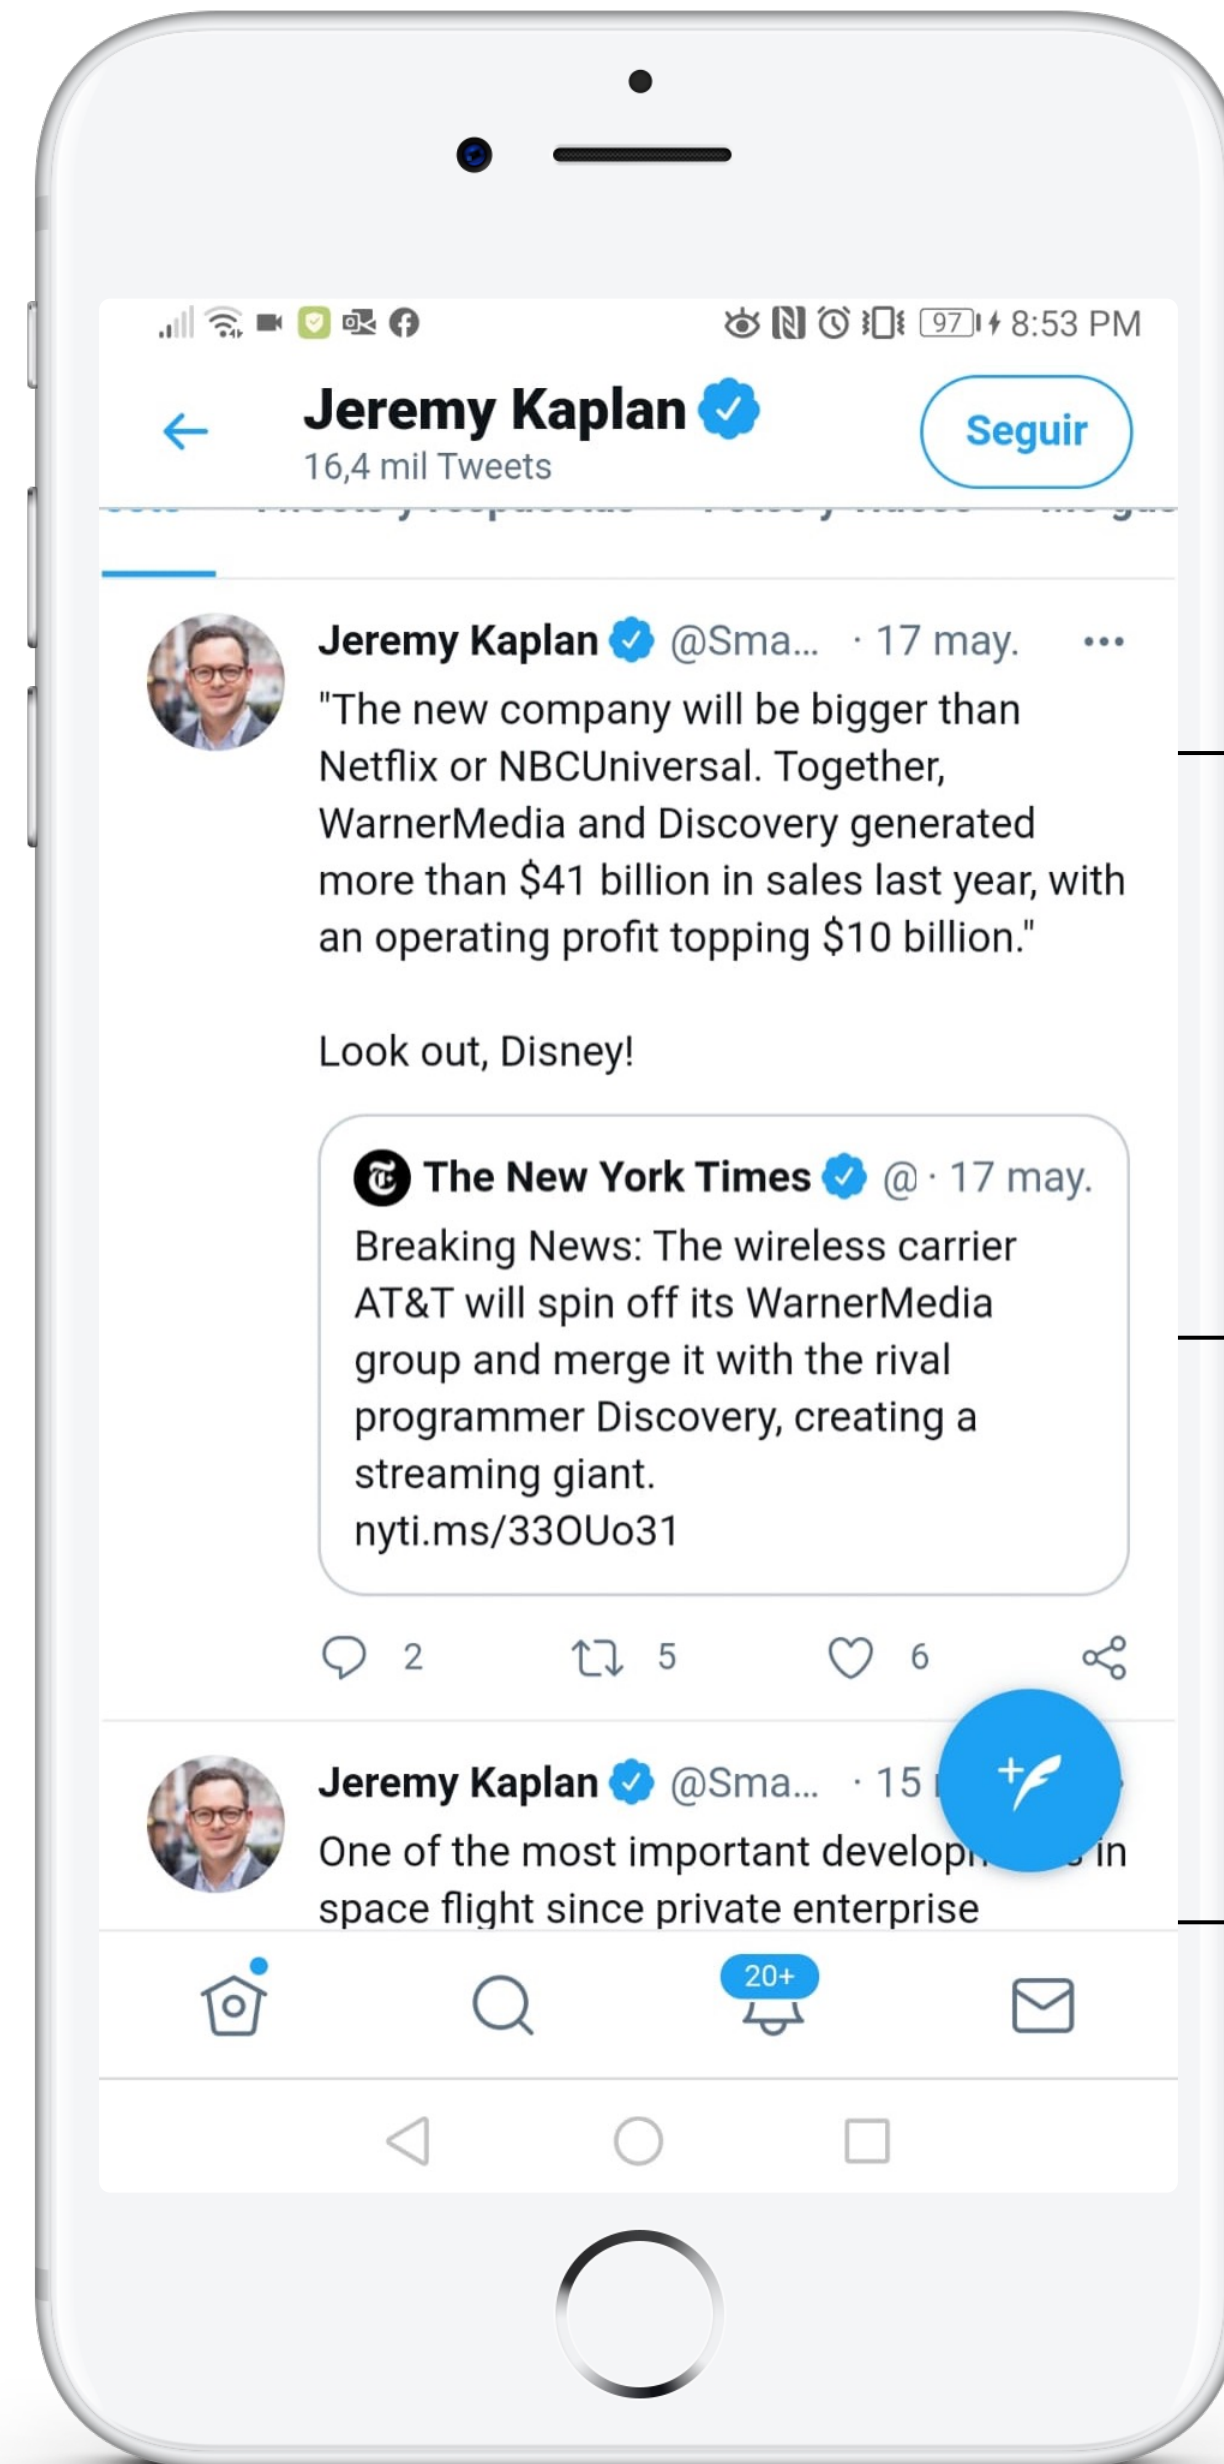 97 8:53 PM
Jeremy Kaplan
Seguir
16,4 mil Tweets
Jeremy Kaplan @Sma... · 17 may.
"The new company will be bigger than
Netflix or NBCUniversal. Together,
WarnerMedia and Discovery generated
more than $41 billion in sales last year, with
an operating profit topping $10 billion."
Look out, Disney!
The New York Times @ · 17 may.
Breaking News: The wireless carrier
AT&T will spin off its WarnerMedia
group and merge it with the rival
programmer Discovery, creating a
streaming giant.
nyti.ms/33OUo31
2 5 6
Jeremy Kaplan @Sma... · 15
One of the most important in
space flight since private enterprise
20+